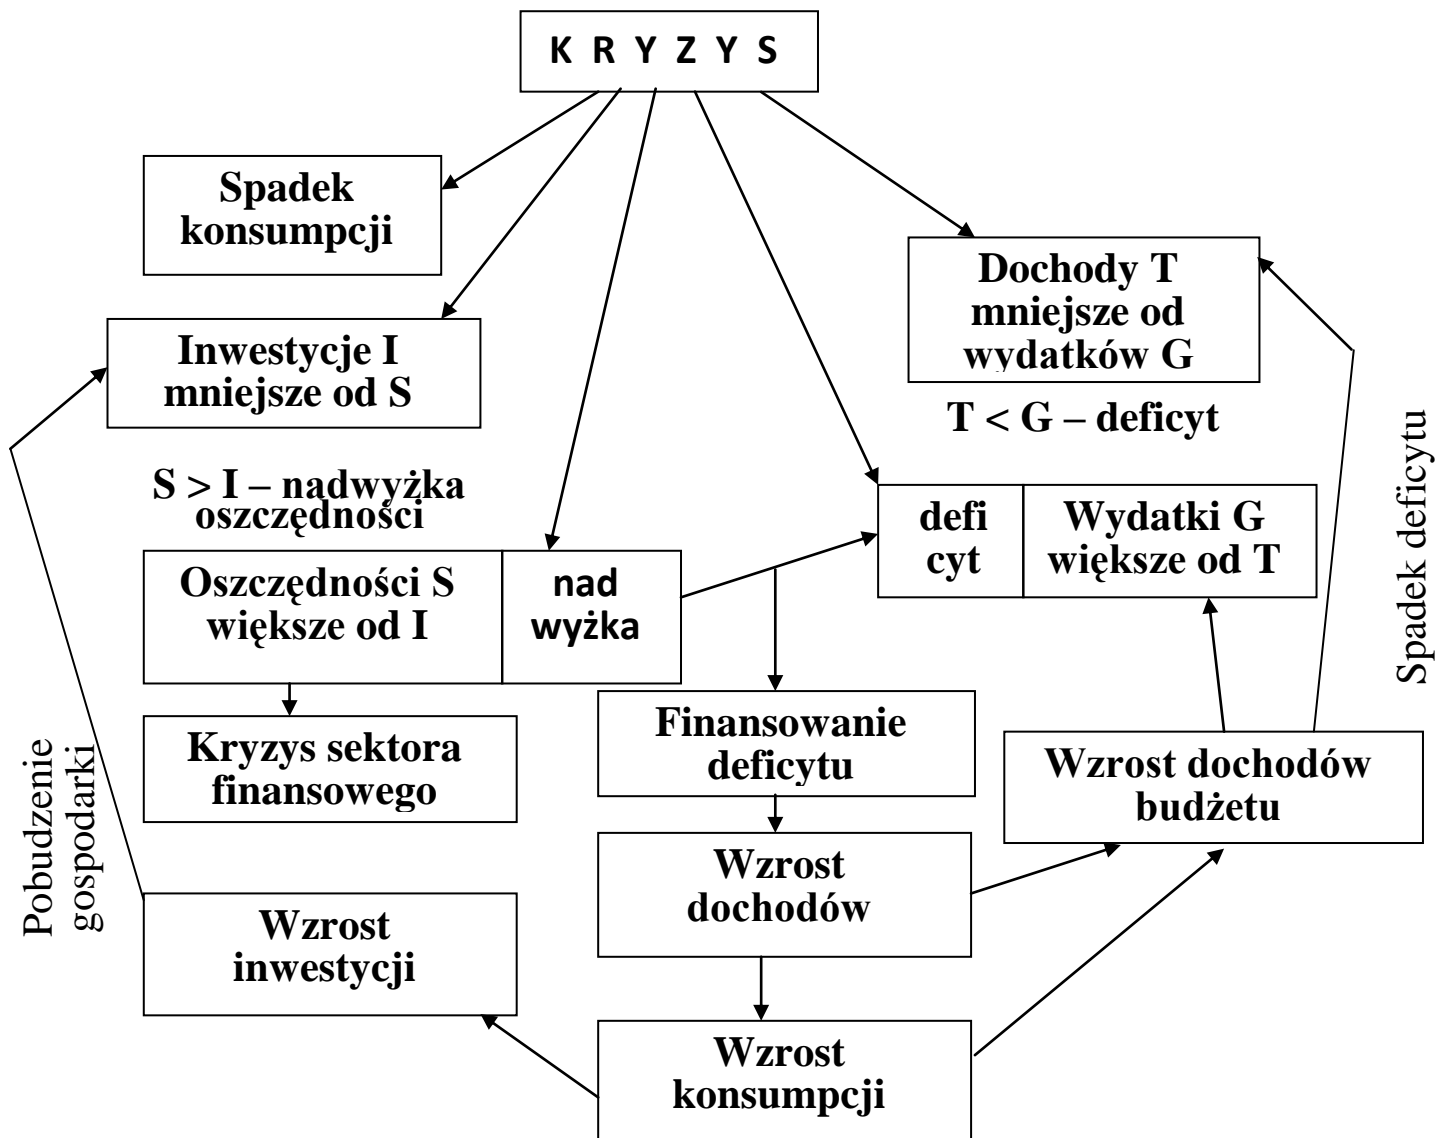 K R Y Z Y S
Spadek
konsumpcji
Dochody T
mniejsze od
wydatków G
Inwestycje I
mniejsze od S
T < G – deficyt
S > I – nadwyżka
oszczędności
defi
cyt
Wydatki G
większe od T
Spadek deficytu
Oszczędności S
większe od I
nad
wyżka
Finansowanie
deficytu
Kryzys sektora
finansowego
Wzrost dochodów
budżetu
Pobudzenie
gospodarki
Wzrost
dochodów
Wzrost
inwestycji
Wzrost
konsumpcji